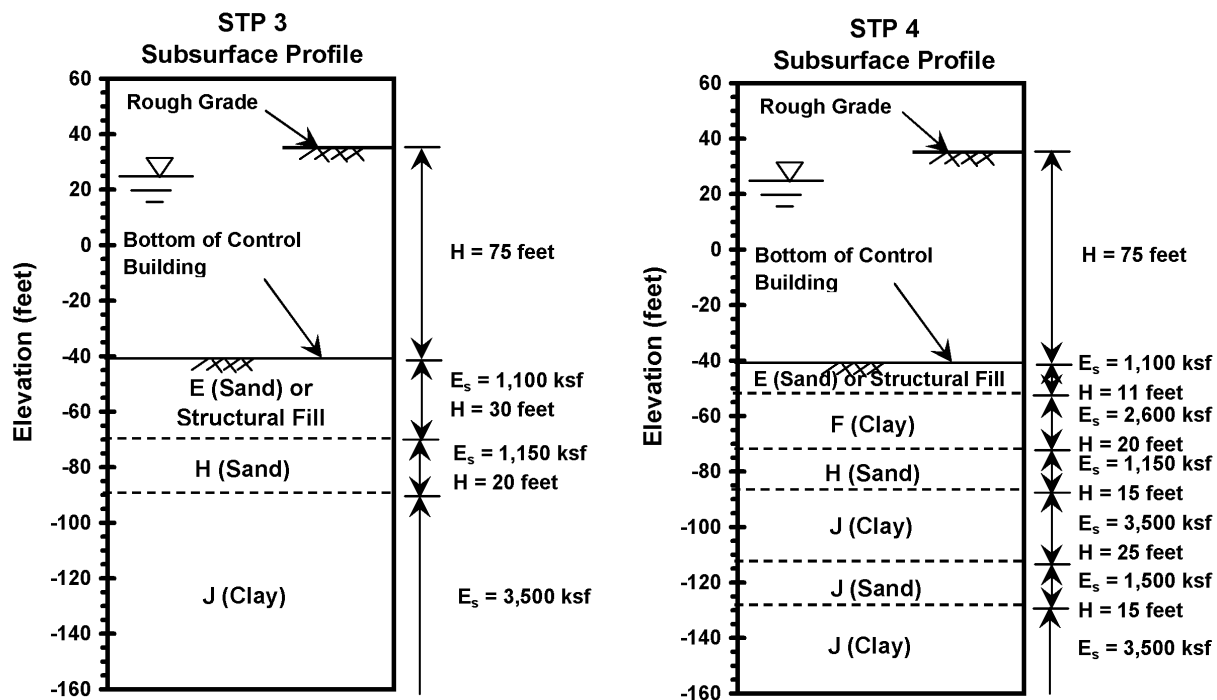 STP 3
Subsurface Profile
Elevation (feet)
60
40
20
0
-20
-40
-60
-80
-100
-120
-140
-160
Rough Grade
Bottom of Control
Building
E (Sand) or
Structural Fill
H (Sand)
J (Clay)
H = 75 feet
Es = 1,100 ksf
H = 30 feet
Es = 1,150 ksf
H = 20 feet
Es = 3,500 ksf
STP 4
Subsurface Profile
Elevation (feet)
60
40
20
0
-20
-40
-60
-80
-100
-120
-140
-160
Rough Grade
Bottom of Control
Building
E (Sand) or Structural Fill
F (Clay)
H (Sand)
J (Clay)
J (Sand)
J (Clay)
H = 75 feet
Es = 1,100 ksf
H = 11 feet
Es = 2,600 ksf
H = 20 feet
Es = 1,150 ksf
H = 15 feet
Es = 3,500 ksf
H = 25 feet
Es = 1,500 ksf
H = 15 feet
Es = 3,500 ksf